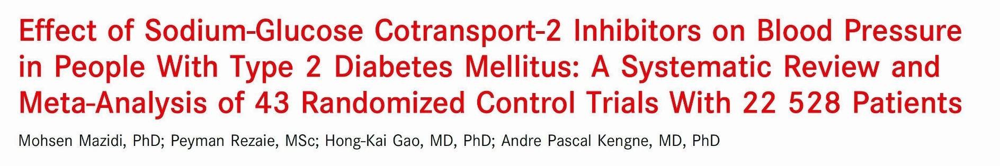 Effect of Sodium-Glucose Cotransport-2 Inhibitors on Blood Pressure
in People With Type 2 Diabetes Mellitus: A Systematic Review and
Meta-Analysis of 43 Randomized Control Trials With 22 528 Patients
Mohsen Mazidi, PhD; Peyman Rezaie, MSc; Hong-Kai Gao, MD, PhD; Andre Pascal Kengne, MD, PhD